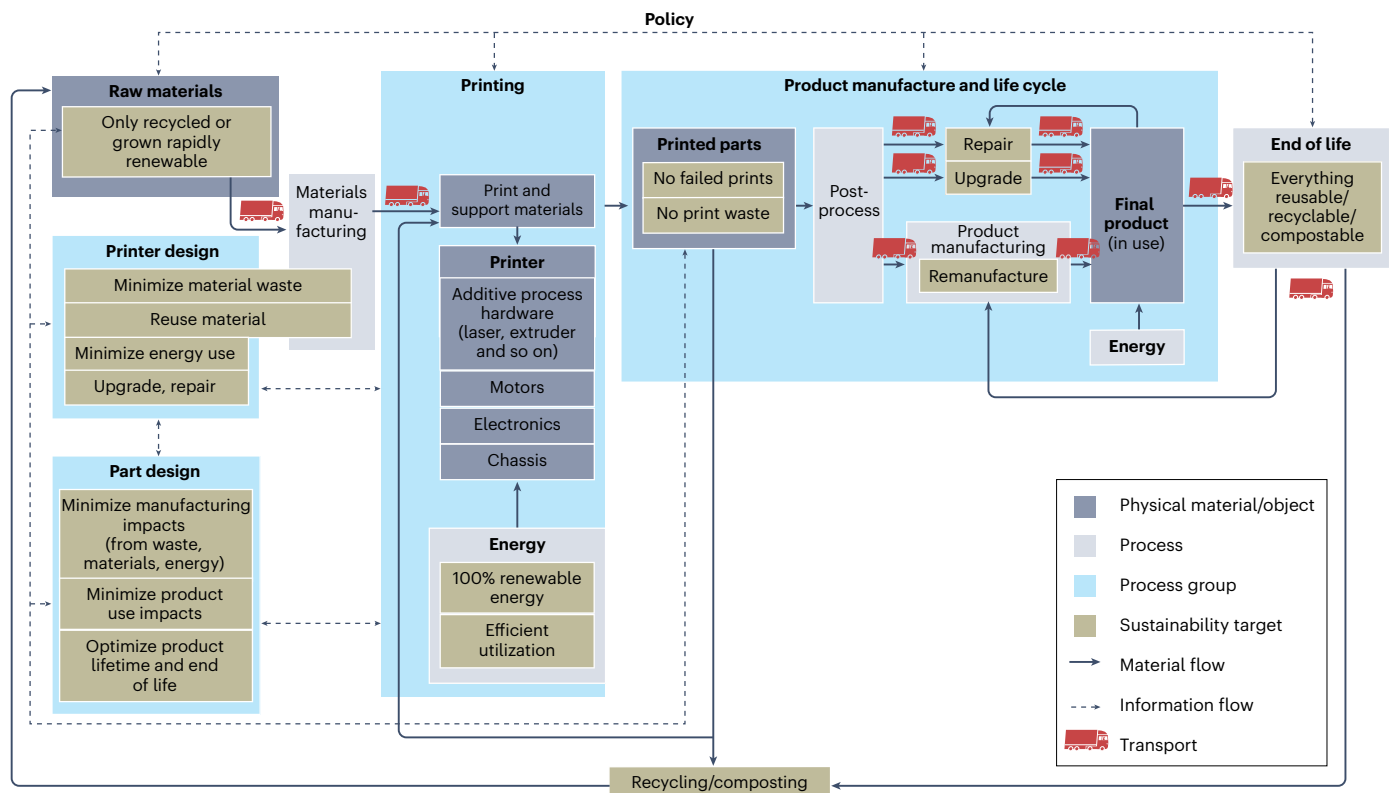 Policy
Raw materials
Only recycled or
grown rapidly
renewable
Materials
manu-
facturing
Printer design
Minimize material waste
Reuse material
Minimize energy use
Upgrade, repair
Part design
Minimize manufacturing
impacts
(from waste,
materials, energy)
Minimize product
use impacts
Optimize product
lifetime and end
of life
Printing
Print and
support materials
Printer
Additive process
hardware
(laser, extruder
and so on)
Motors
Electronics
Chassis
Energy
100% renewable
energy
Efficient
utilization
Product manufacture and life cycle
Printed parts
No failed prints
No print waste
Post-
process
Repair
Upgrade
Product
manufacturing
Remanufacture
Final
product
(in use)
Energy
End of life
Everything
reusable/
recyclable/
compostable
Physical material/object
Process
Process group
Sustainability target
Material flow
Information flow
Transport
Recycling/composting